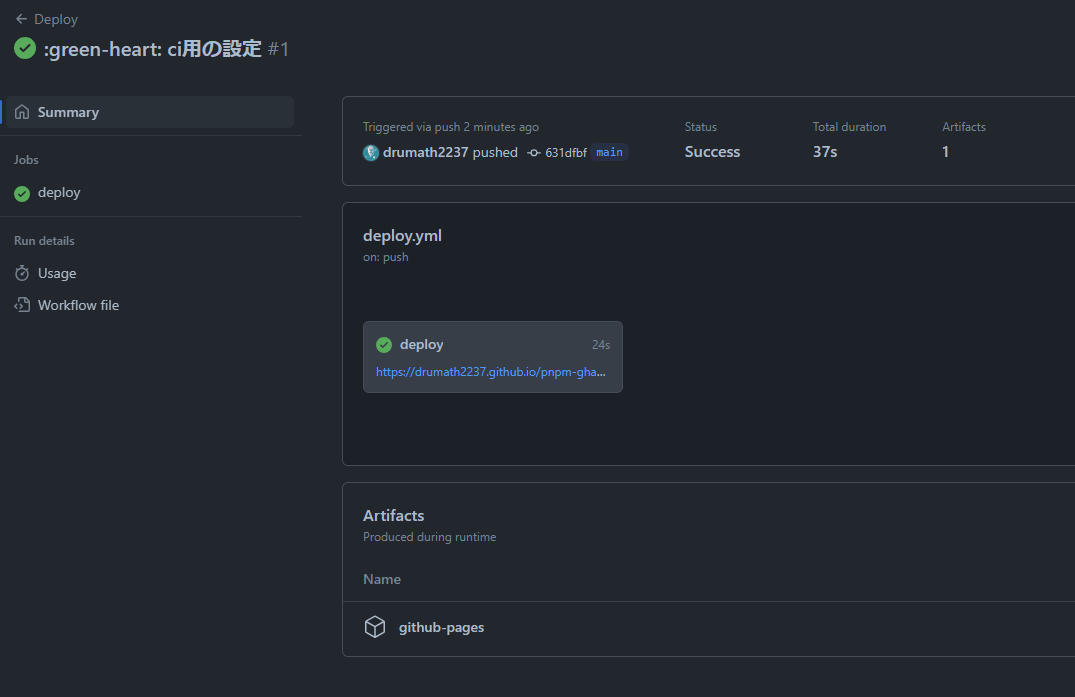 Deploy
:green-heart: ci用の設定 #1
Summary
Jobs
deploy
Run details
Usage
Workflow file
Triggered via push 2 minutes ago
drumath2237 pushed 631dfbf main
Status
Success
Total duration
37s
Artifacts
1
deploy.yml
on: push
deploy 24s
https://drumath2237.github.io/pnpm-gha...
Artifacts
Produced during runtime
Name
github-pages